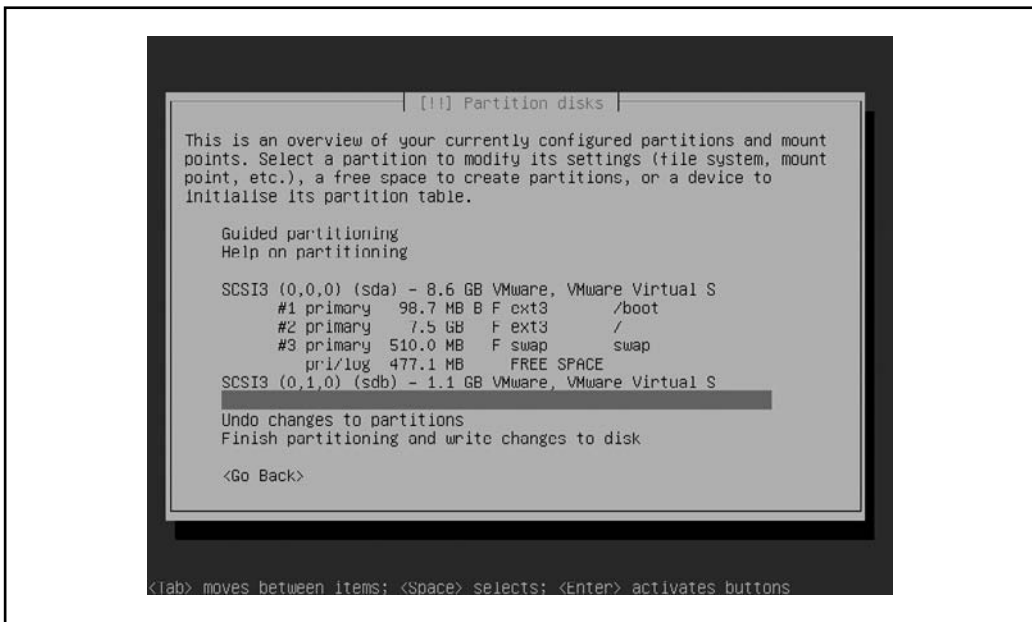 [!!] Partition disks
This is an overview of your currently configured partitions and mount
points. Select a partition to modify its settings (file system, mount
point, etc.), a free space to create partitions, or a device to
initialise its partition table.
Guided partitioning
Help on partitioning
SCSI3 (0,0,0) (sda) - 8.6 GB VMware, VMware Virtual S
#1 primary 98.7 MB B F ext3 /boot
#2 primary 7.5 GB F ext3 /
#3 primary 510.0 MB F swap swap
pri/log 477.1 MB FREE SPACE
SCSI3 (0,1,0) (sdb) - 1.1 GB VMware, VMware Virtual S
Undo changes to partitions
Finish partitioning and write changes to disk
<Go Back>
<Tab> moves between items; <Space> selects; <Enter> activates buttons